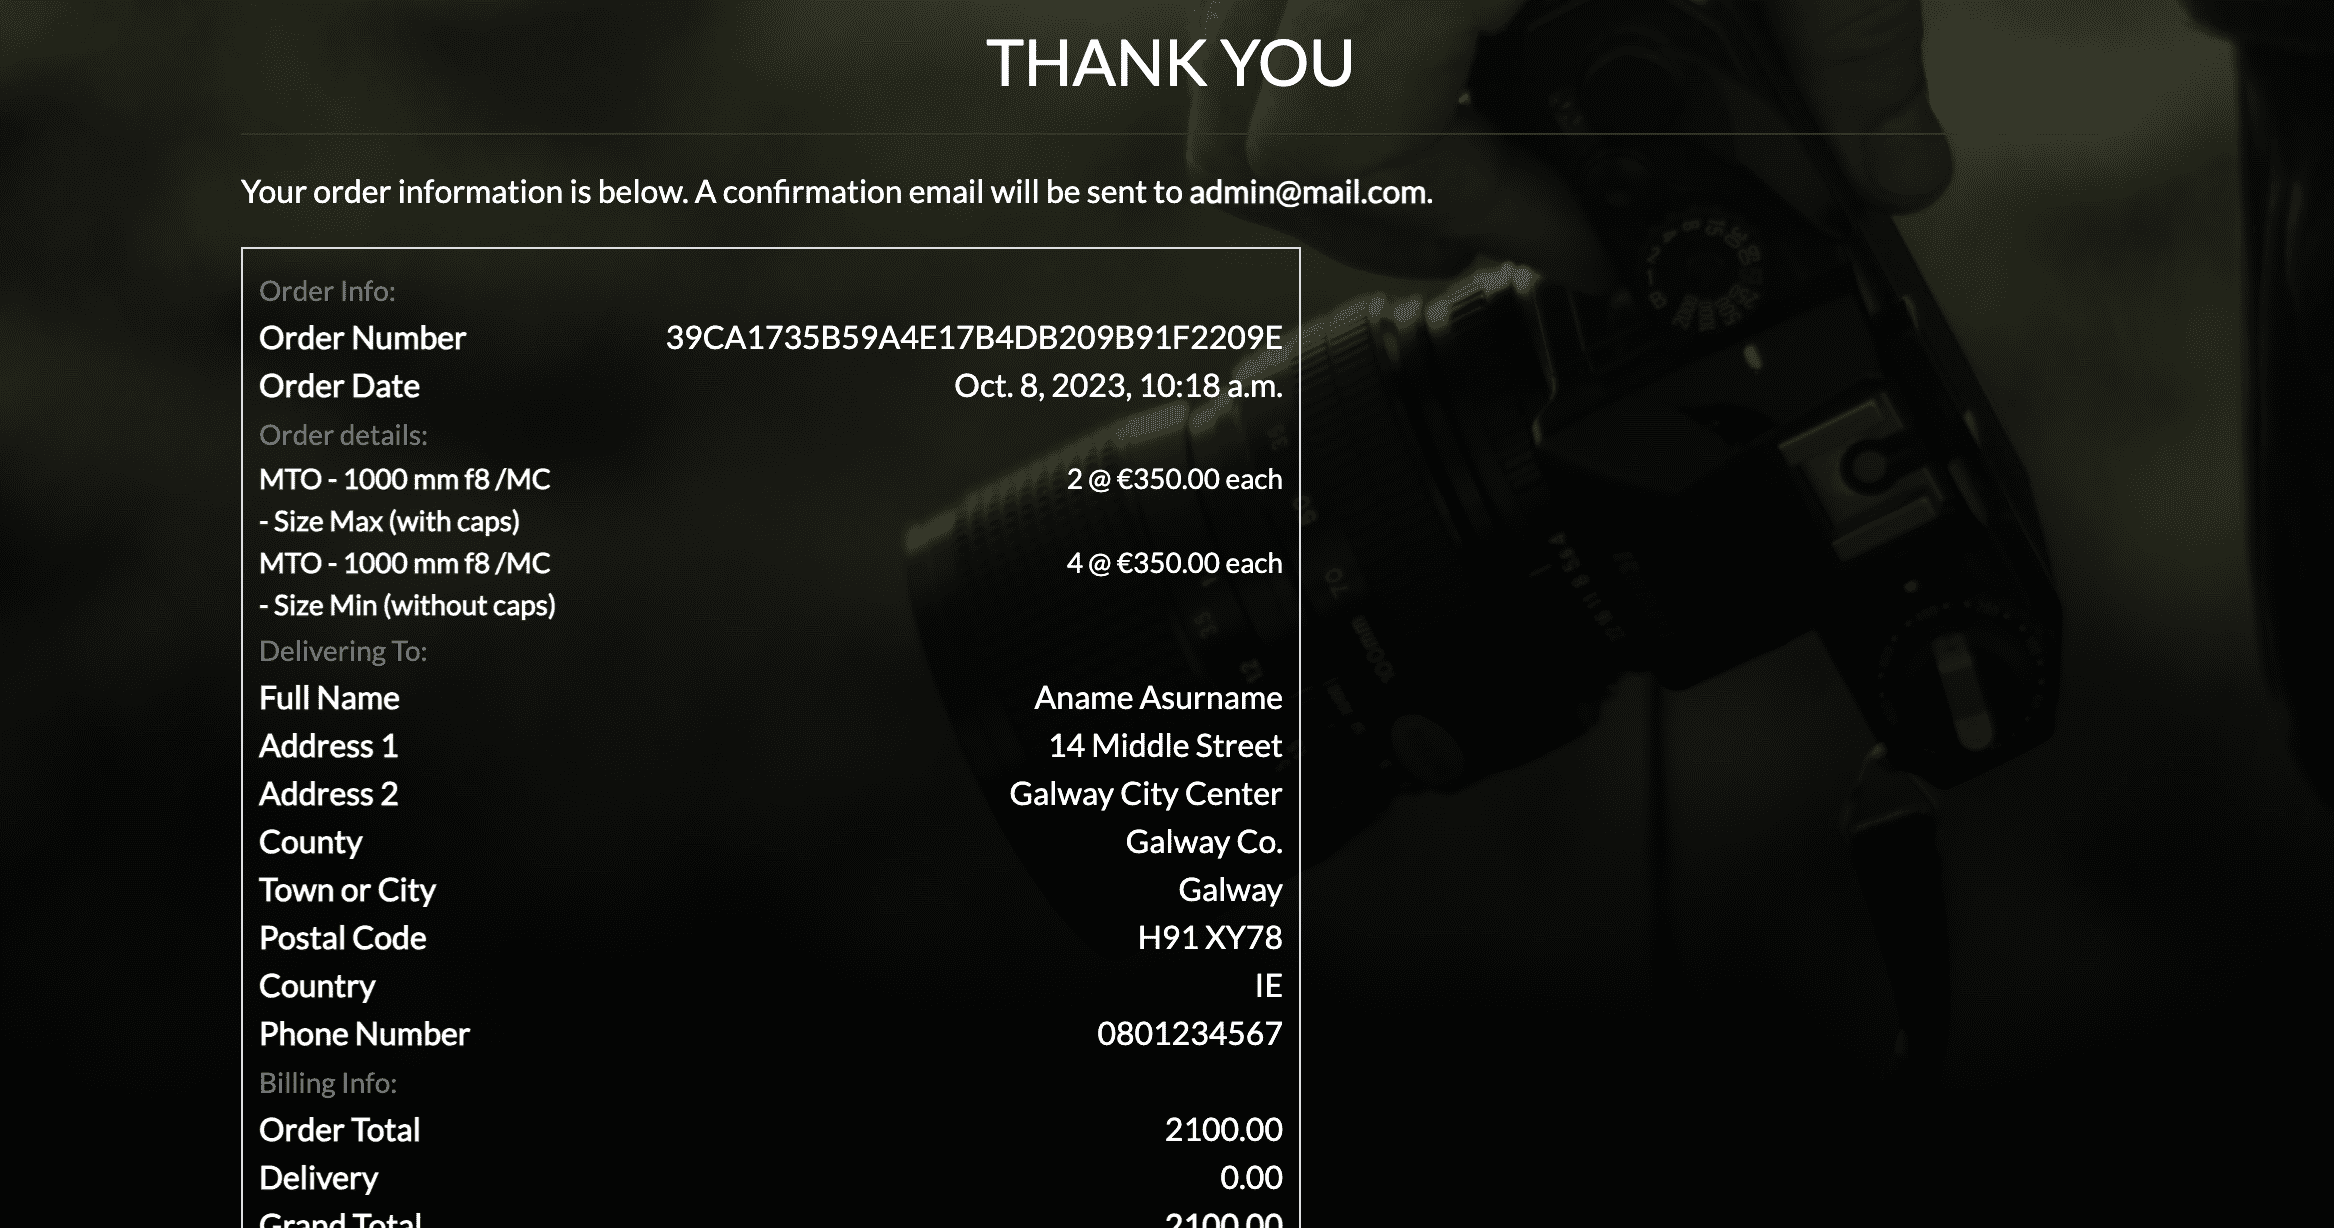 THANK YOU
Your order information is below. A confirmation email will be sent to admin@mail.com.
Order Info:
Order Number 39CA1735B59A4E17B4DB209B91F2209E
Order Date Oct. 8, 2023, 10:18 a.m.
Order details:
MTO - 1000 mm f8 /MC 2 @ €350.00 each
- Size Max (with caps)
MTO - 1000 mm f8 /MC 4 @ €350.00 each
- Size Min (without caps)
Delivering To:
Full Name Aname Asurname
Address 1 14 Middle Street
Address 2 Galway City Center
County Galway Co.
Town or City Galway
Postal Code H91 XY78
Country IE
Phone Number 0801234567
Billing Info:
Order Total 2100.00
Delivery 0.00
Grand Total 2100.00